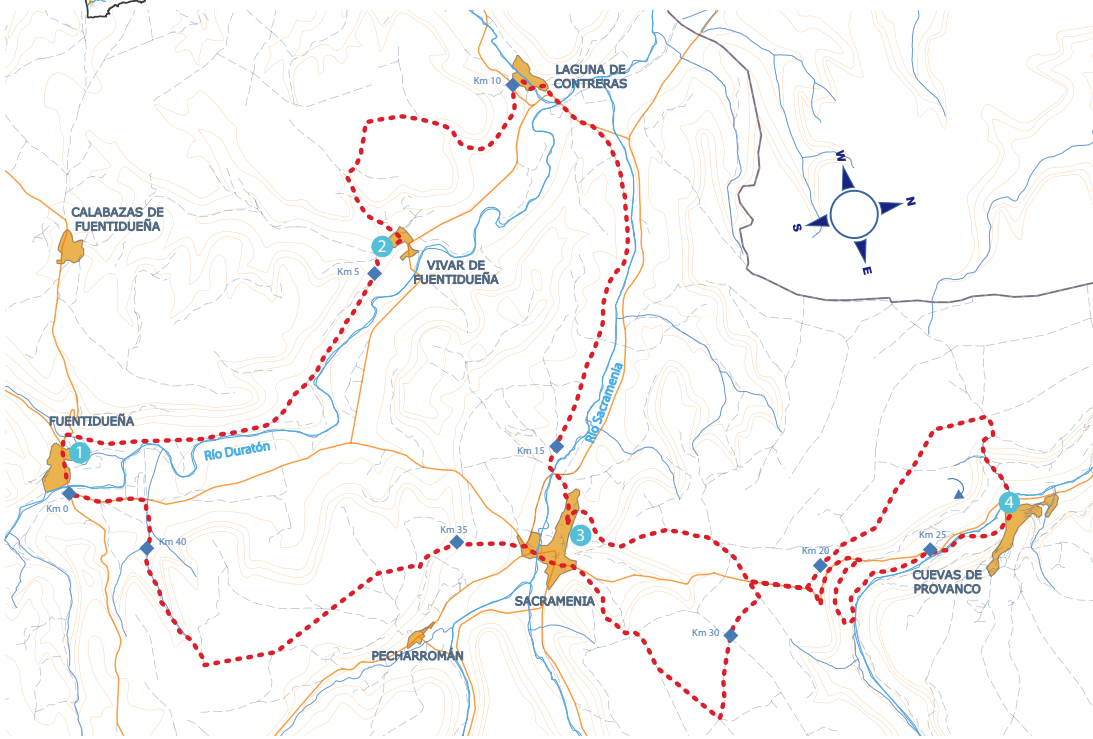 Km 10
LAGUNA DE
CONTRERAS
W
N
S
E
CALABAZAS DE
FUENTIDUEÑA
2
Km 5
VIVAR DE
FUENTIDUEÑA
Río Sacramenia
FUENTIDUEÑA
1
Río Duratón
Km 15
Km 0
4
3
Km 35
Km 25
Km 40
Km 20
CUEVAS DE
PROVANCO
SACRAMENIA
Km 30
PECHARROMÁN